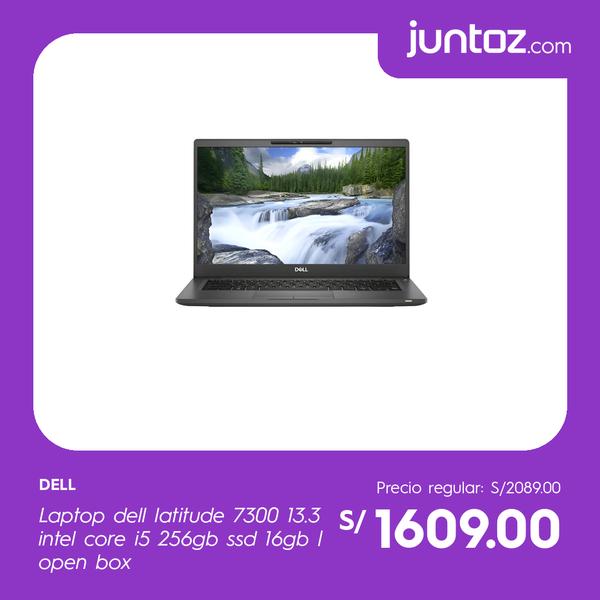 juntoz.com
DELL
DELL
Laptop dell latitude 7300 13.3
intel core i5 256gb ssd 16gb |
open box
Precio regular: S/2089.00
S/ 1609.00